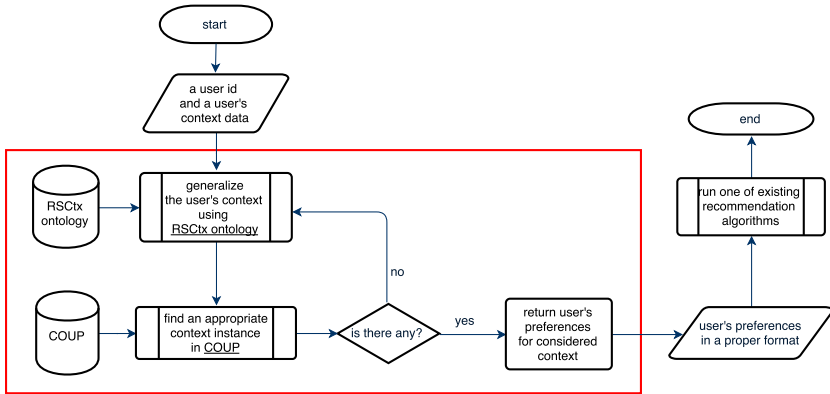 start
a user id
and a user's
context data
RSCtx
ontology
generalize
the user's context
using
RSCtx ontology
no
COUP
find an appropriate
context instance
in COUP
is there any?
yes
return user's
preferences
for considered
context
user's preferences
in a proper format
run one of existing
recommendation
algorithms
end